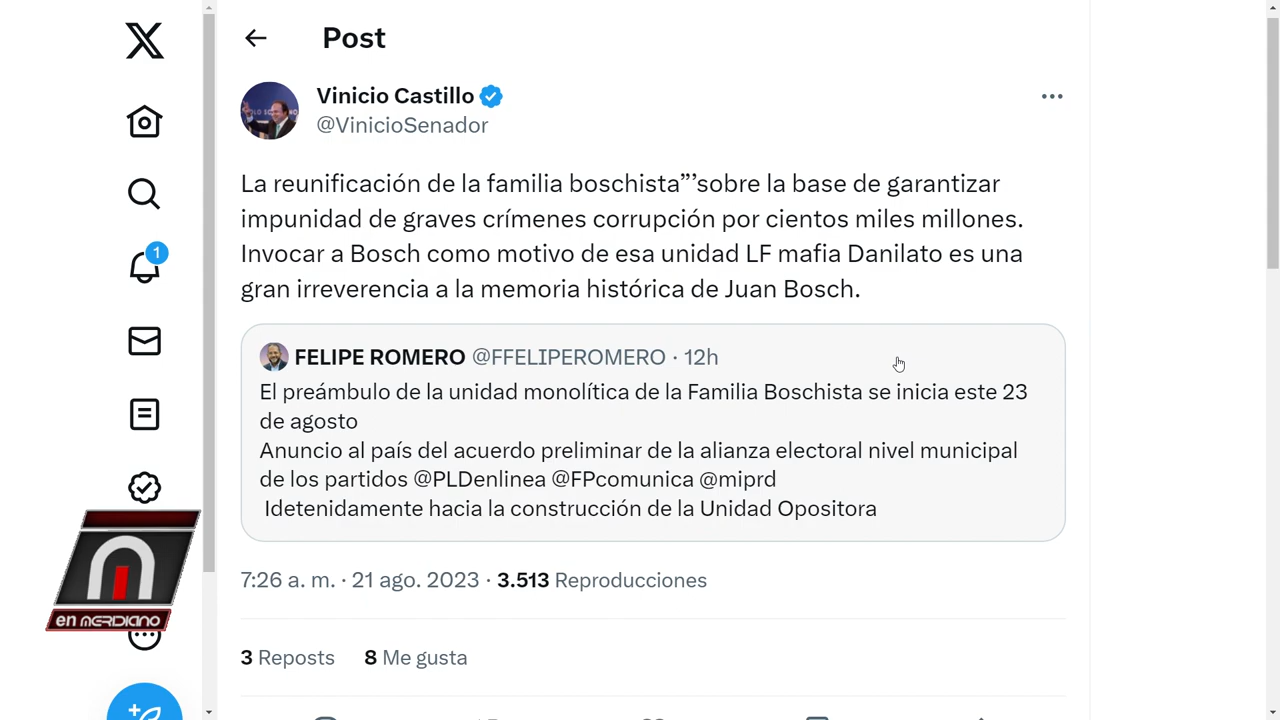 Post
Vinicio Castillo
@VinicioSenador
La reunificación de la familia boschista”’sobre la base de garantizar
impunidad de graves crímenes corrupción por cientos miles millones.
Invocar a Bosch como motivo de esa unidad LF mafia Danilato es una
gran irreverencia a la memoria histórica de Juan Bosch.
FELIPE ROMERO @FFELIPEROMERO · 12h
El preámbulo de la unidad monolítica de la Familia Boschista se inicia este 23
de agosto
Anuncio al país del acuerdo preliminar de la alianza electoral nivel municipal
de los partidos @PLDenlinea @FPcomunica @miprd
Idetenidamente hacia la construcción de la Unidad Opositora
7:26 a. m. · 21 ago. 2023 · 3.513 Reproducciones
3 Reposts 8 Me gusta
1
en MERDIANO